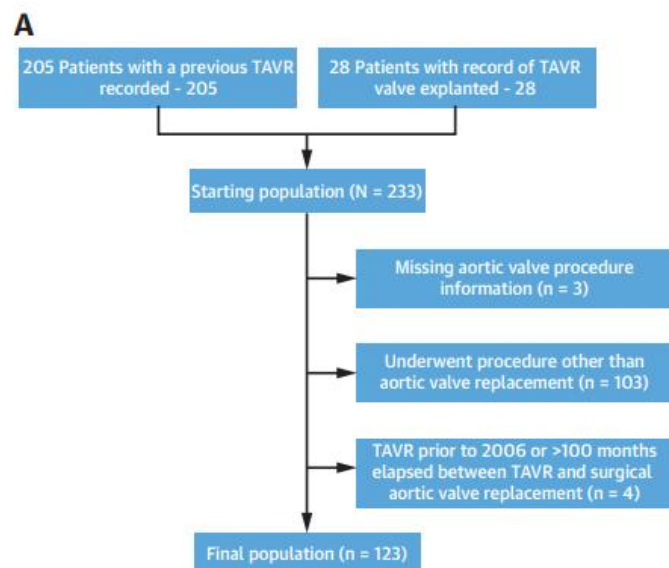 A
205 Patients with a previous TAVR
recorded - 205
28 Patients with record of TAVR
valve explanted - 28
Starting population (N = 233)
Missing aortic valve procedure
information (n = 3)
Underwent procedure other than
aortic valve replacement (n = 103)
TAVR prior to 2006 or >100 months
elapsed between TAVR and surgical
aortic valve replacement (n = 4)
Final population (n = 123)